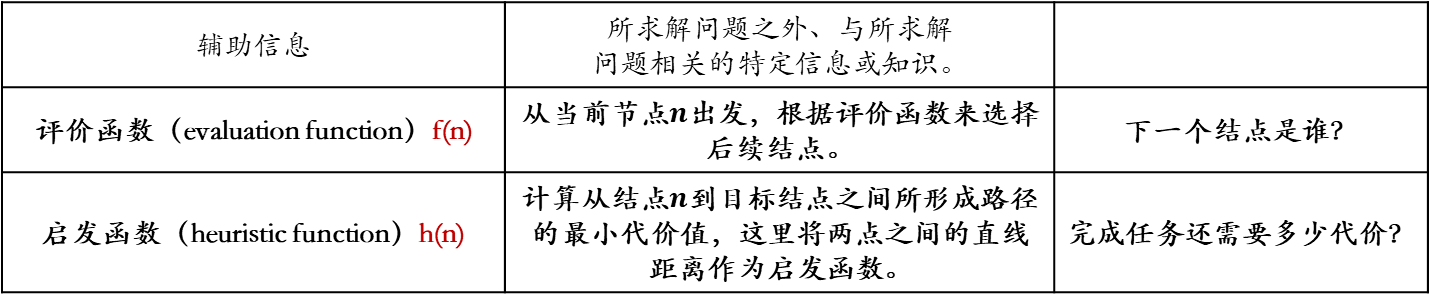 辅助信息
所求解问题之外、与所求解
问题相关的特定信息或知识。
评价函数（evaluation function）f(n)
从当前节点n出发，根据评价函数来选择
后续结点。
下一个结点是谁？
启发函数（heuristic function）h(n)
计算从结点n到目标结点之间所形成路径
的最小代价值，这里将两点之间的直线
距离作为启发函数。
完成任务还需要多少代价？